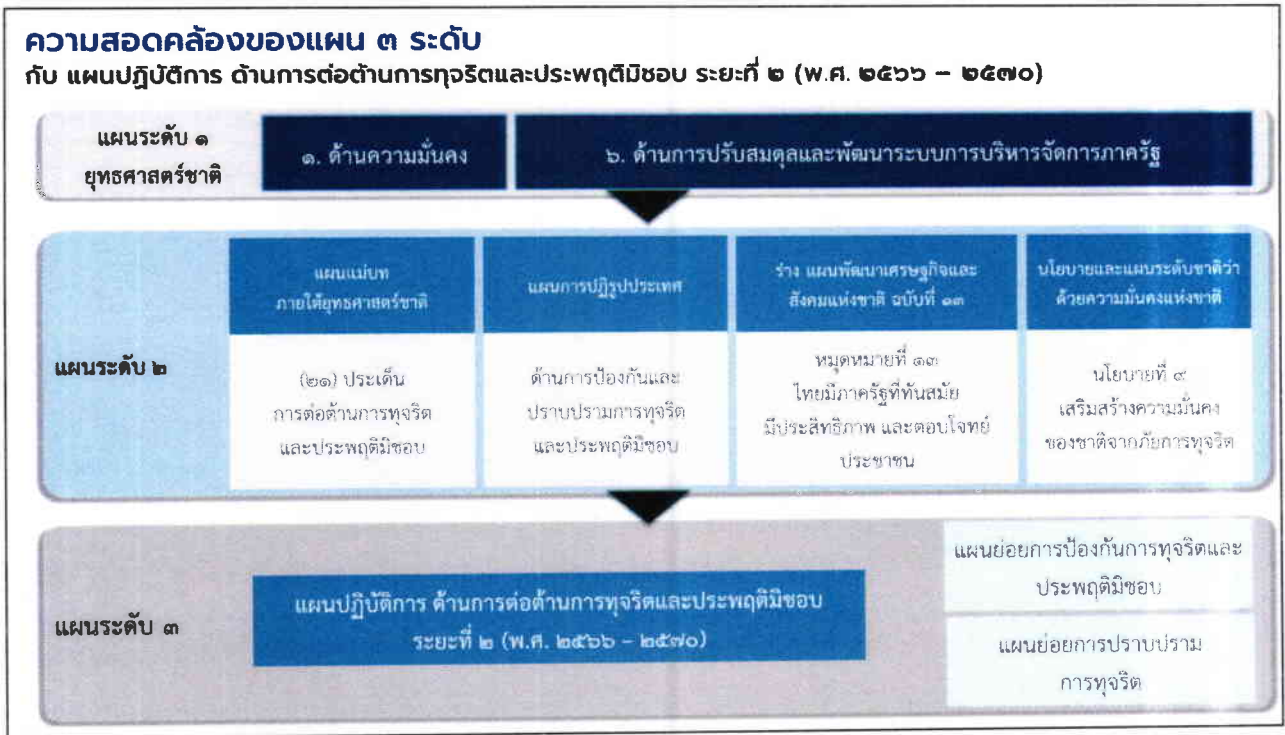 ความสอดคล้องของแผน ๓ ระดับ
กับ แผนปฏิบัติการ ด้านการต่อต้านการทุจริตและประพฤติมิชอบ ระยะที่ ๒ (พ.ศ. ๒๕๖๖ – ๒๕๗๐)
แผนระดับ ๑
ยุทธศาสตร์ชาติ
๑. ด้านความมั่นคง
๖. ด้านการปรับสมดุลและพัฒนาระบบการบริหารจัดการภาครัฐ
แผนระดับ ๒
แผนแม่บท
ภายใต้ยุทธศาสตร์ชาติ
(๒๑) ประเด็น
การต่อต้านการทุจริต
และประพฤติมิชอบ
แผนการปฏิรูปประเทศ
ด้านการป้องกันและ
ปราบปรามการทุจริต
และประพฤติมิชอบ
ร่าง แผนพัฒนาเศรษฐกิจและ
สังคมแห่งชาติ ฉบับที่ ๑๓
หมุดหมายที่ ๑๓
ไทยมีภาครัฐที่ทันสมัย
มีประสิทธิภาพ และตอบโจทย์
ประชาชน
นโยบายและแผนระดับชาติว่า
ด้วยความมั่นคงแห่งชาติ
นโยบายที่ ๙
เสริมสร้างความมั่นคง
ของชาติจากภัยการทุจริต
แผนระดับ ๓
แผนปฏิบัติการ ด้านการต่อต้านการทุจริตและประพฤติมิชอบ
ระยะที่ ๒ (พ.ศ. ๒๕๖๖ – ๒๕๗๐)
แผนย่อยการป้องกันการทุจริตและ
ประพฤติมิชอบ
แผนย่อยการปราบปราม
การทุจริต